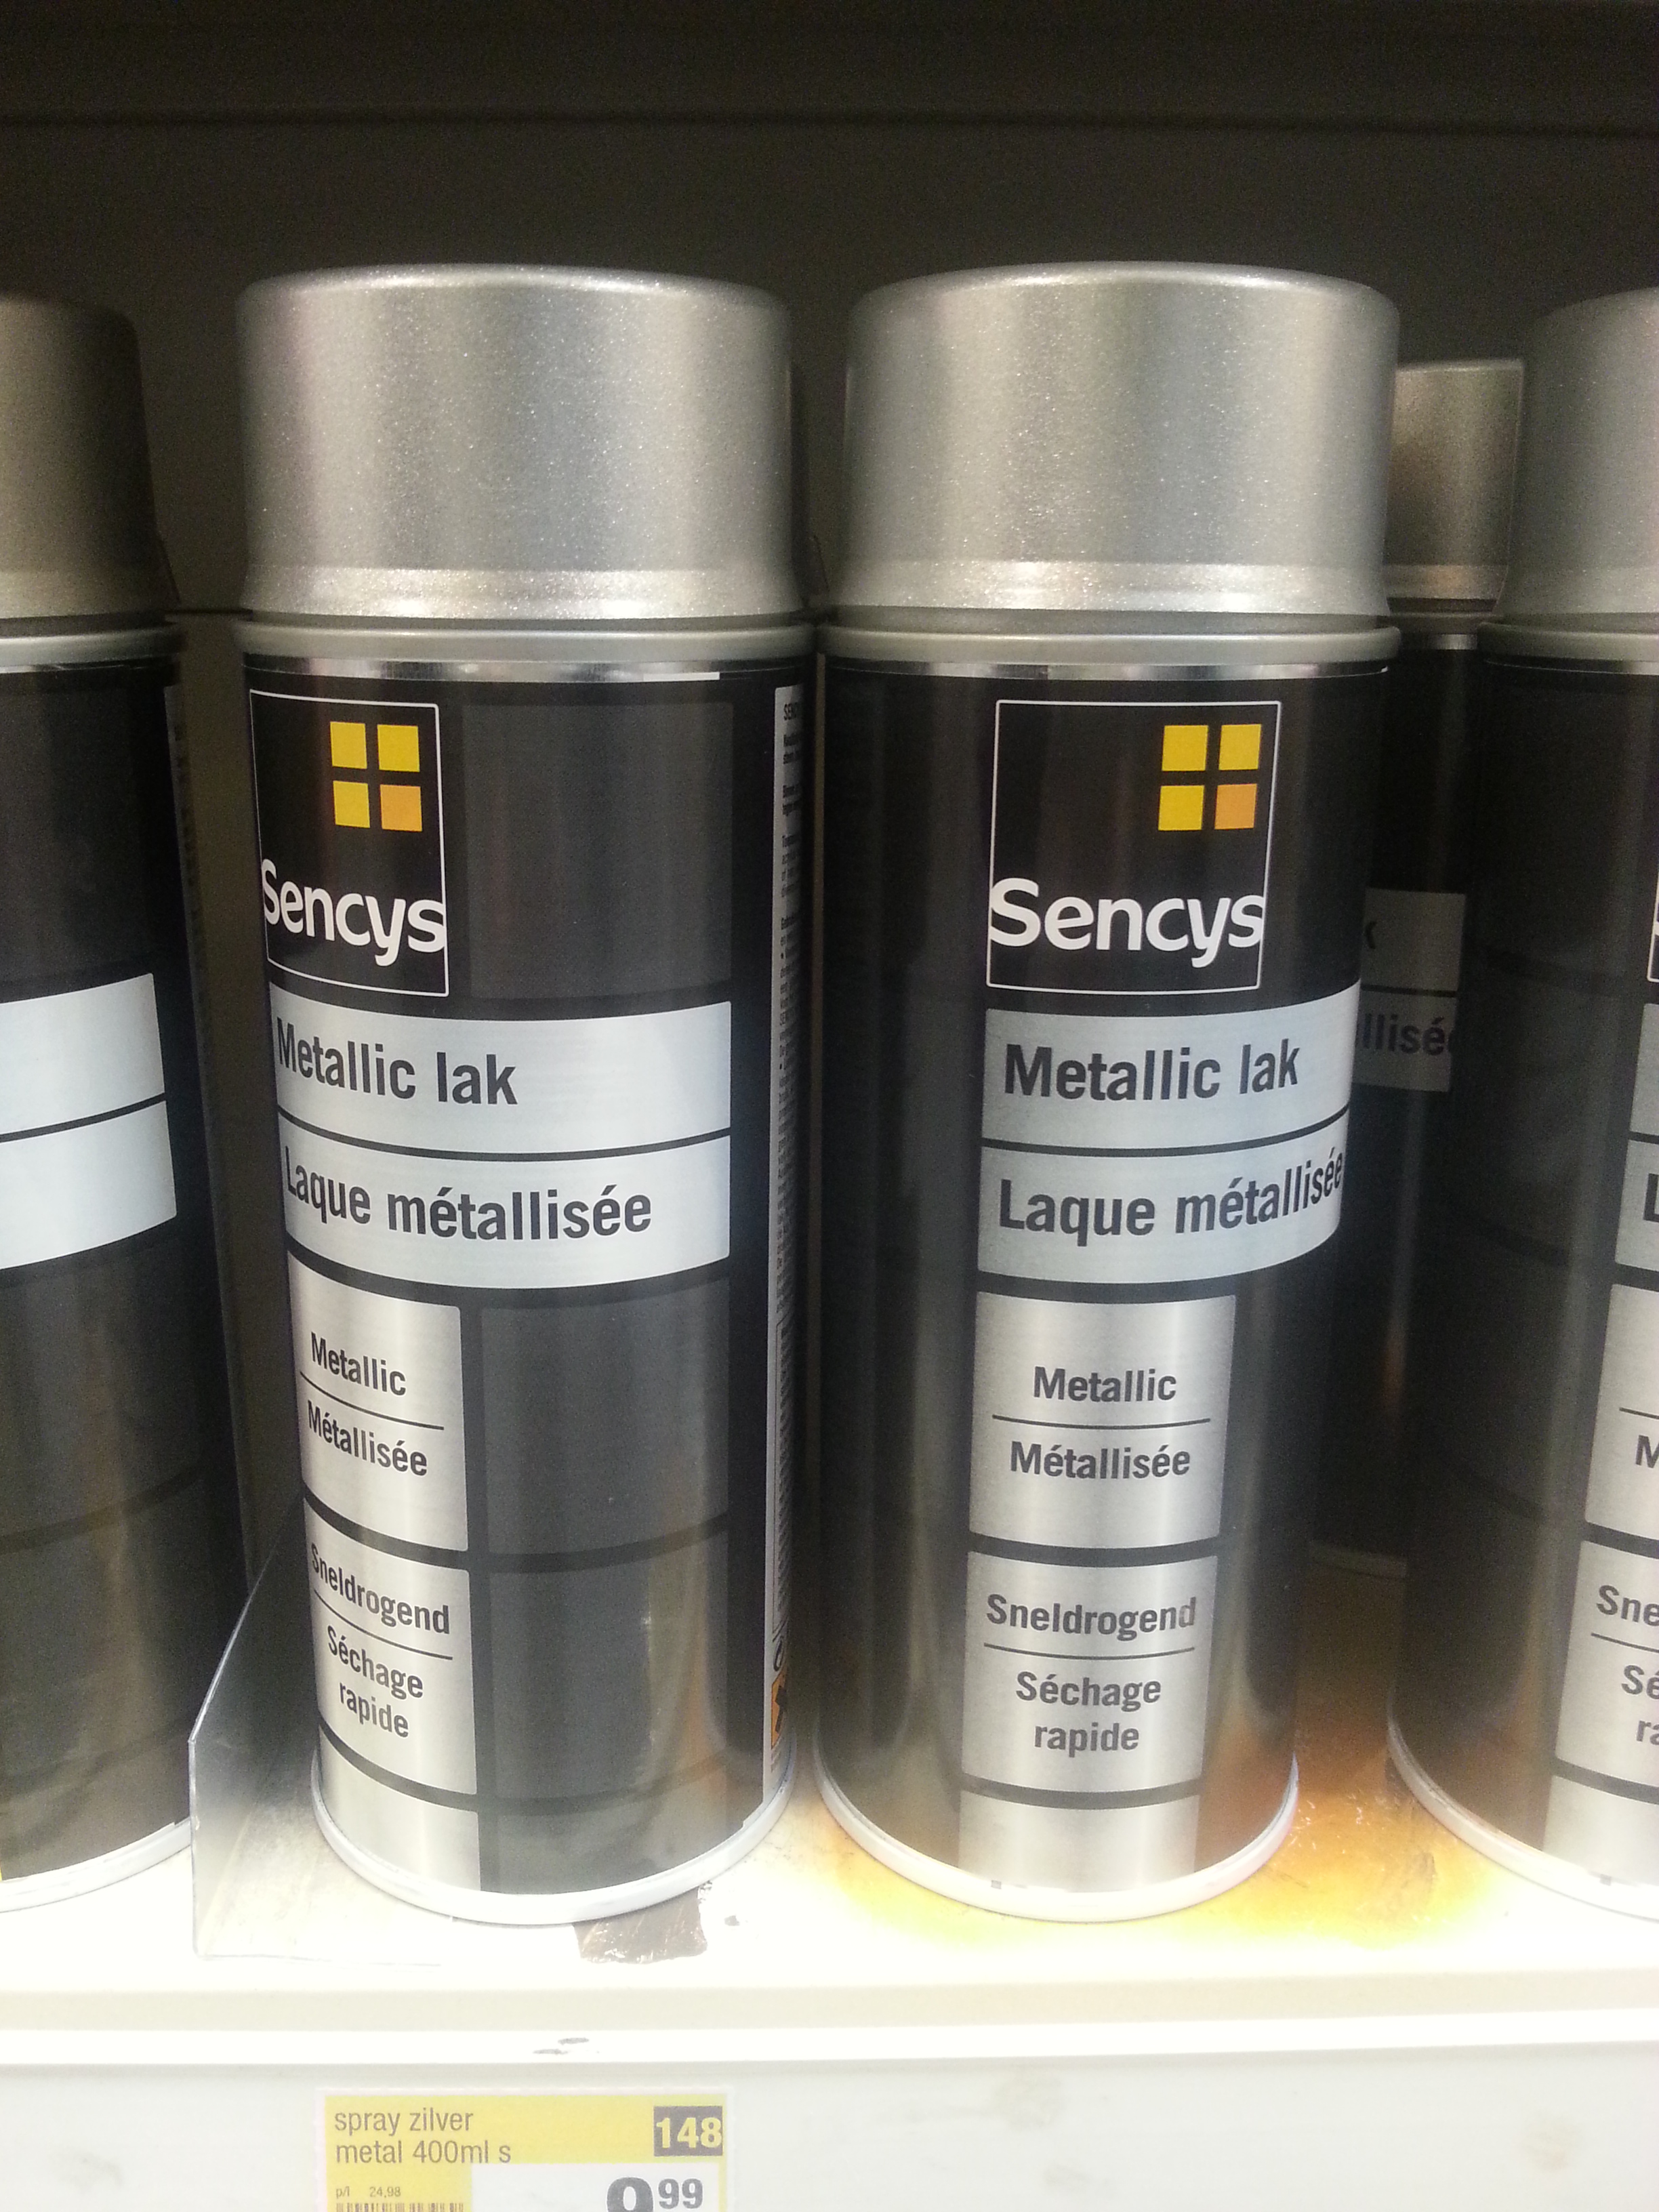 Sencys
Metallic lak
Laque métallisée
Metallic
Métallisée
Sneldrogend
Séchage
rapide
Sencys
Metallic lak
Laque métallisée
Metallic
Métallisée
Sneldrogend
Séchage
rapide
spray zilver
metal 400ml s
148
p/l 24,98
9.99